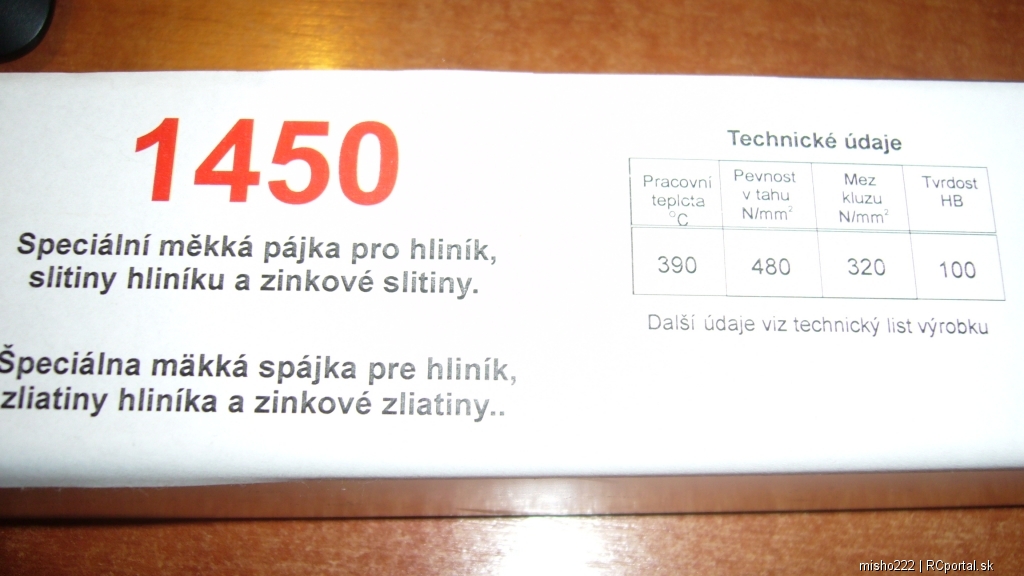 1450
Speciální měkká pájka pro hliník,
slitiny hliníku a zinkové slitiny.
Špeciálna mäkká spájka pre hliník,
zliatiny hliníka a zinkové zliatiny..
Technické údaje
Pracovní
teplcta
°C
Pevnost
v tahu
N/mm²
Mez
kluzu
N/mm²
Tvrdost
HB
390 480 320 100
Další údaje viz technický list výrobku
misho222 | RCportal.sk